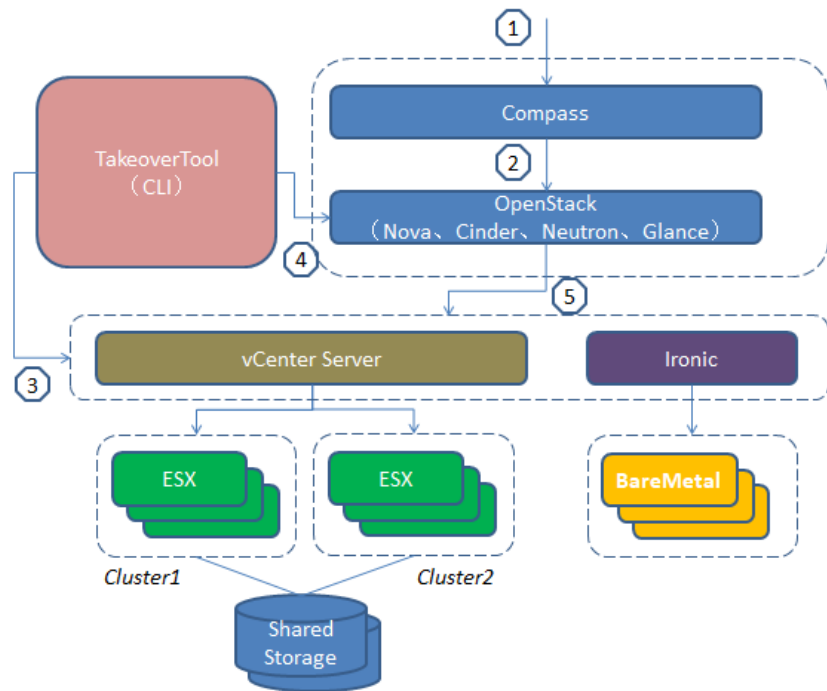 1
Compass
TakeoverTool
（CLI）
2
OpenStack
（Nova、Cinder、Neutron、Glance）
4
5
vCenter Server
Ironic
3
ESX
ESX
BareMetal
Cluster1
Cluster2
Shared
Storage